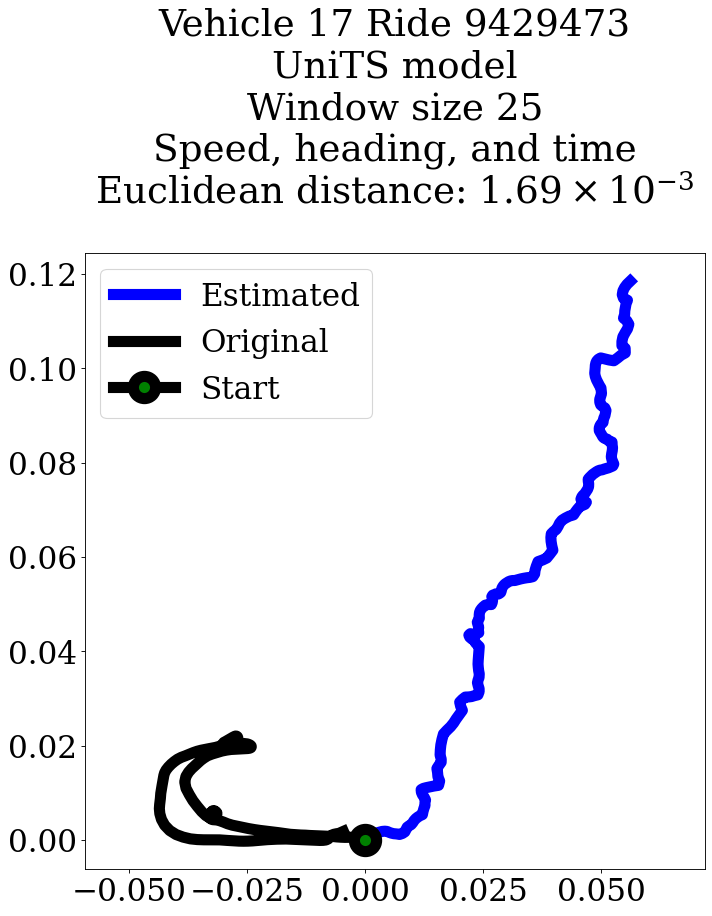 Vehicle 17 Ride 9429473
UniTS model
Window size 25
Speed, heading, and time
Euclidean distance: 1.69 × 10⁻³
Estimated
Original
Start
0.12
0.10
0.08
0.06
0.04
0.02
0.00
−0.050 −0.025 0.000 0.025 0.050